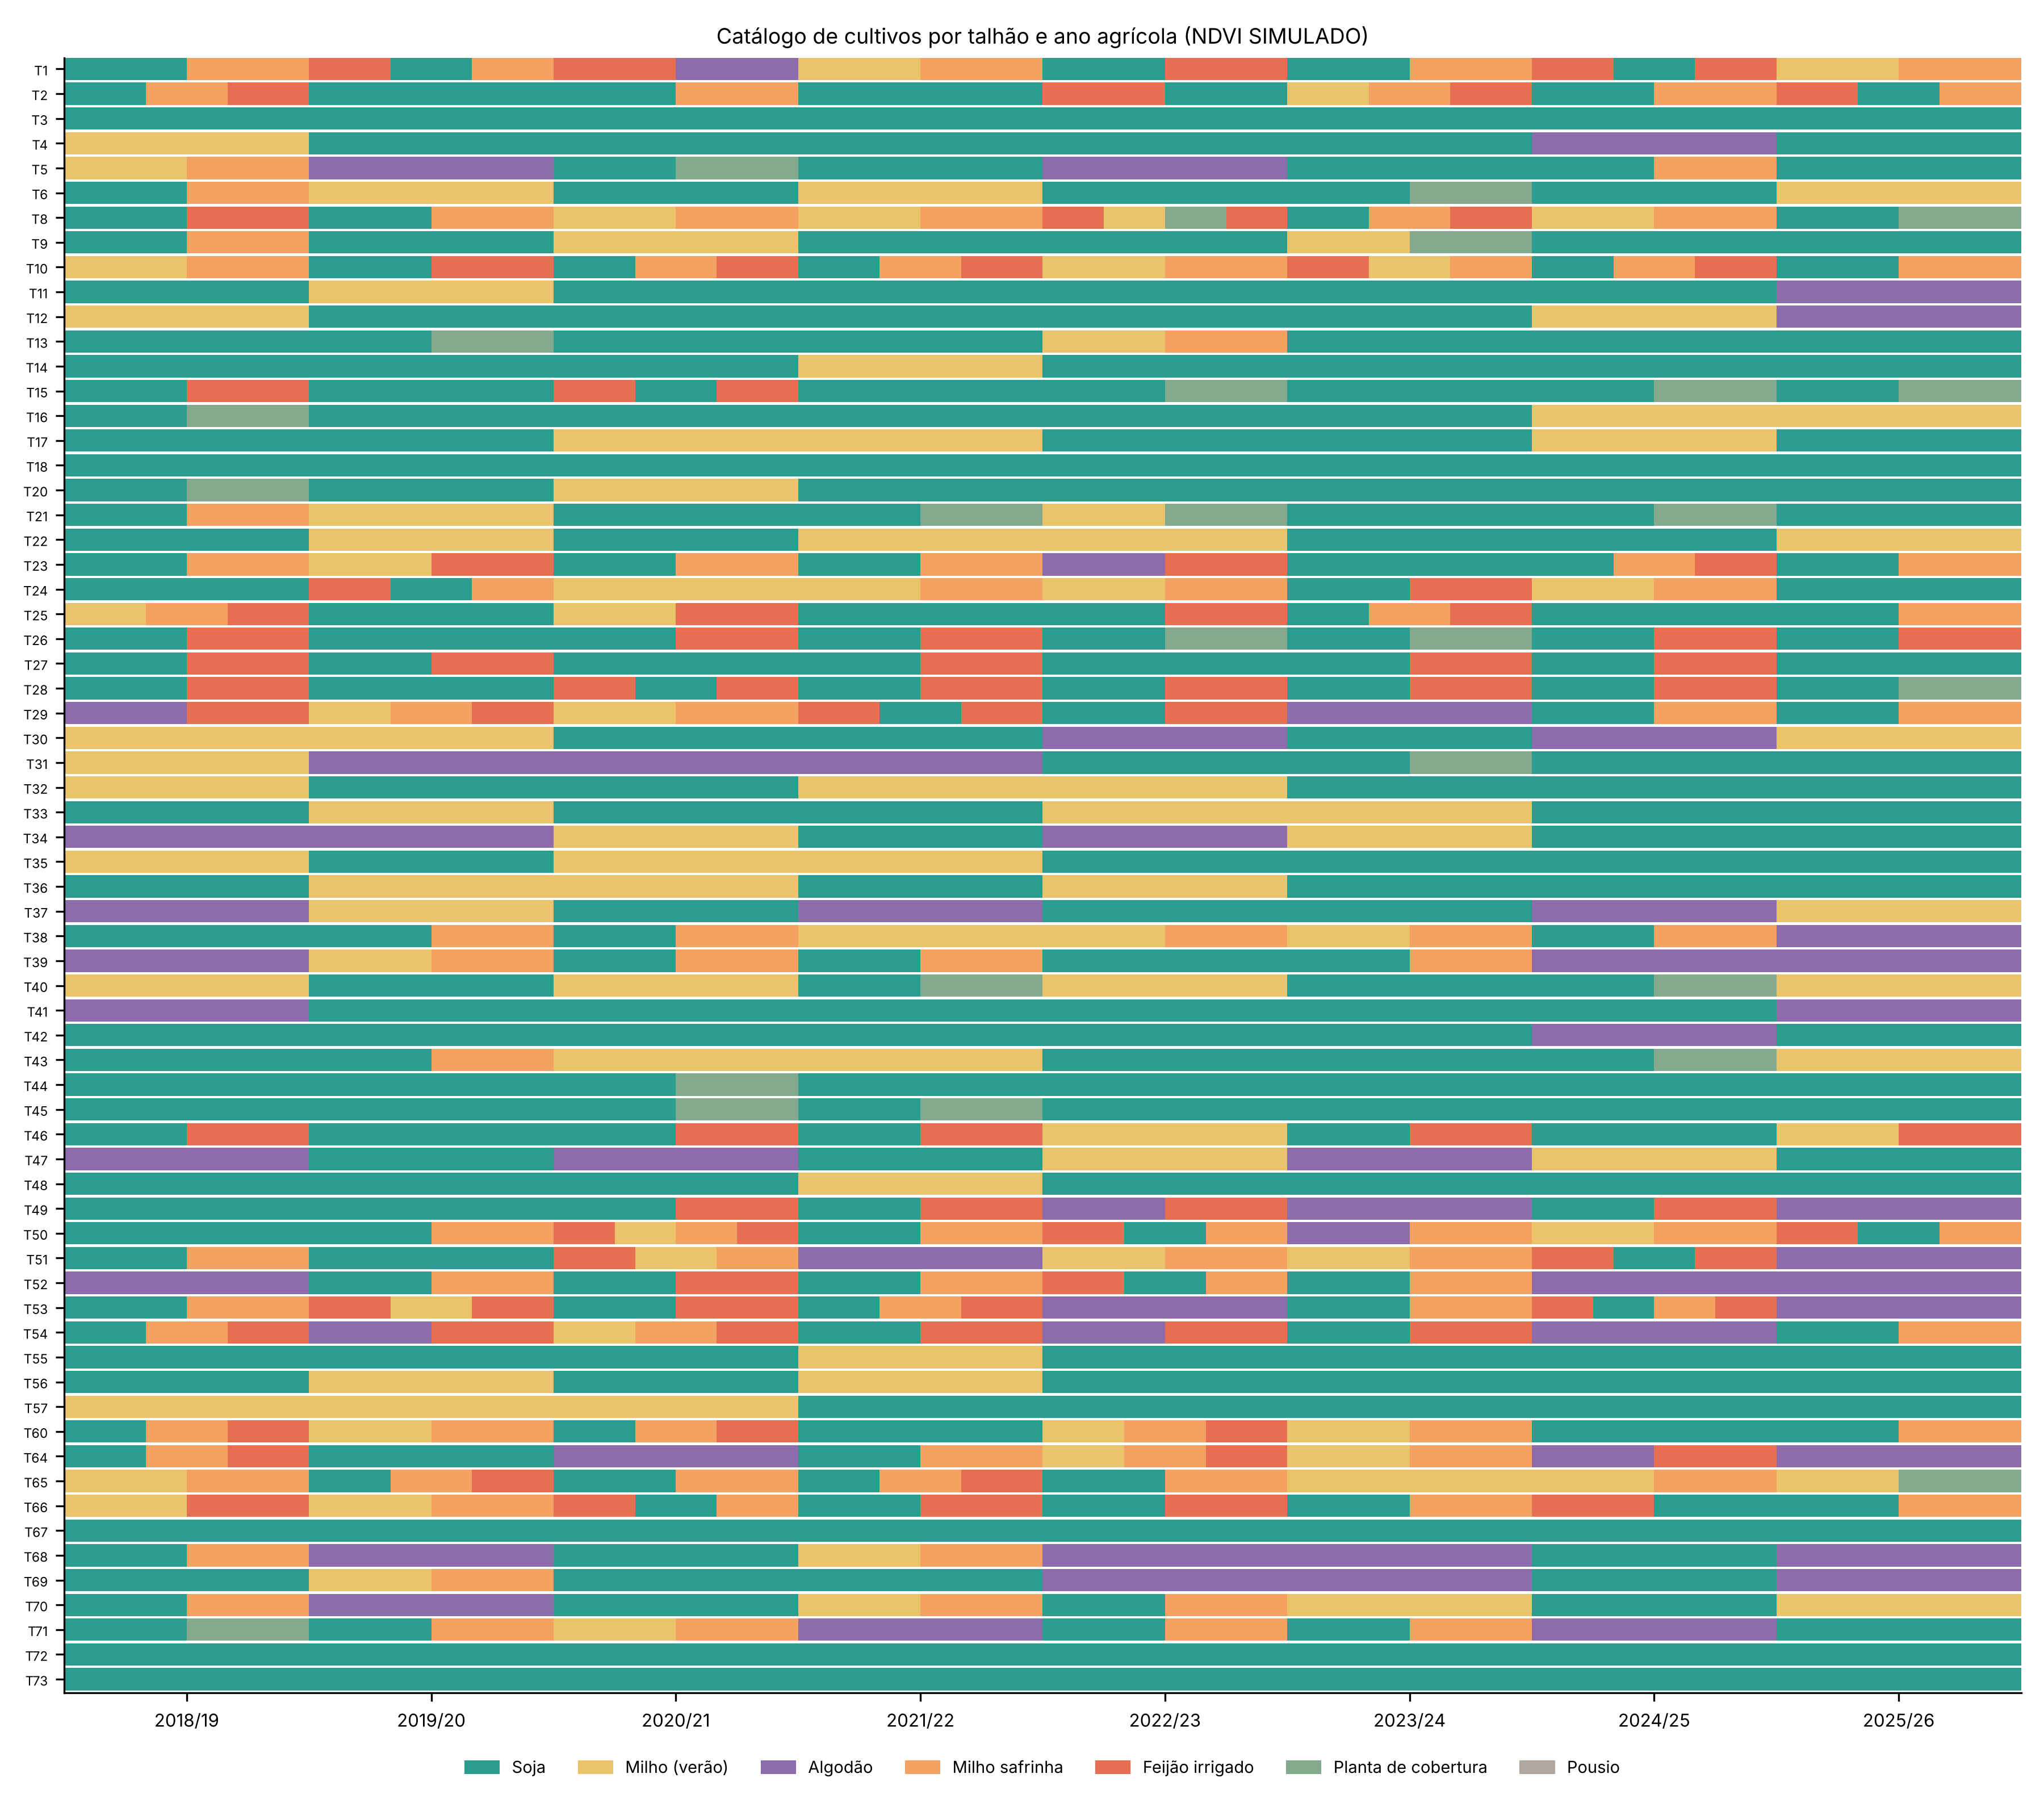 Catálogo de cultivos por talhão e ano agrícola (NDVI SIMULADO)
T1
T2
T3
T4
T5
T6
T8
T9
T10
T11
T12
T13
T14
T15
T16
T17
T18
T20
T21
T22
T23
T24
T25
T26
T27
T28
T29
T30
T31
T32
T33
T34
T35
T36
T37
T38
T39
T40
T41
T42
T43
T44
T45
T46
T47
T48
T49
T50
T51
T52
T53
T54
T55
T56
T57
T60
T64
T65
T66
T67
T68
T69
T70
T71
T72
T73
2018/19 2019/20 2020/21 2021/22 2022/23 2023/24 2024/25 2025/26
Soja Milho (verão) Algodão Milho safrinha Feijão irrigado Planta de cobertura Pousio